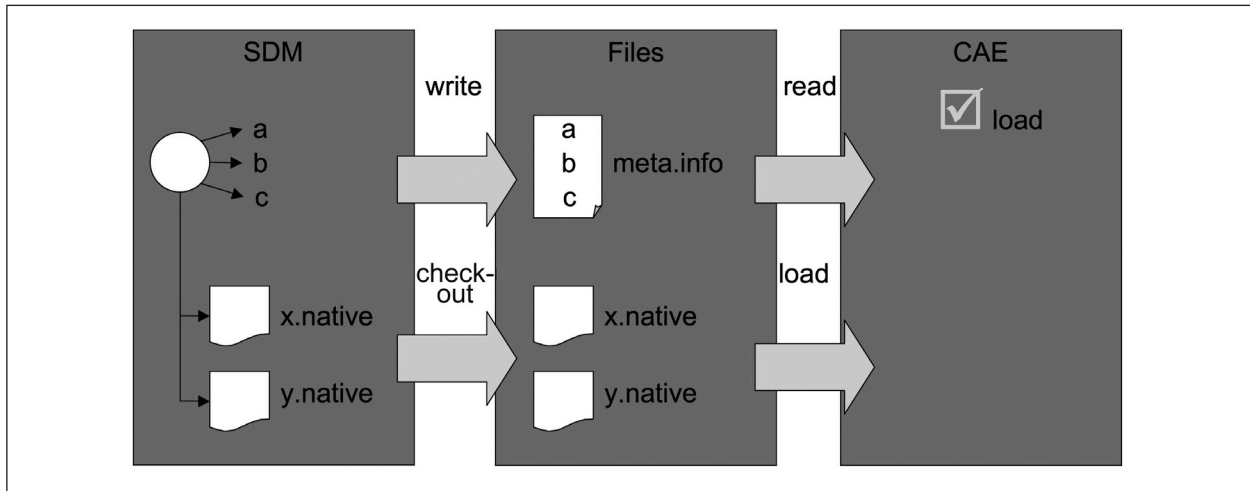 SDM
Files
CAE
write
read
a
b
c
a
b
c
meta.info
load
check-
out
load
x.native
y.native
x.native
y.native